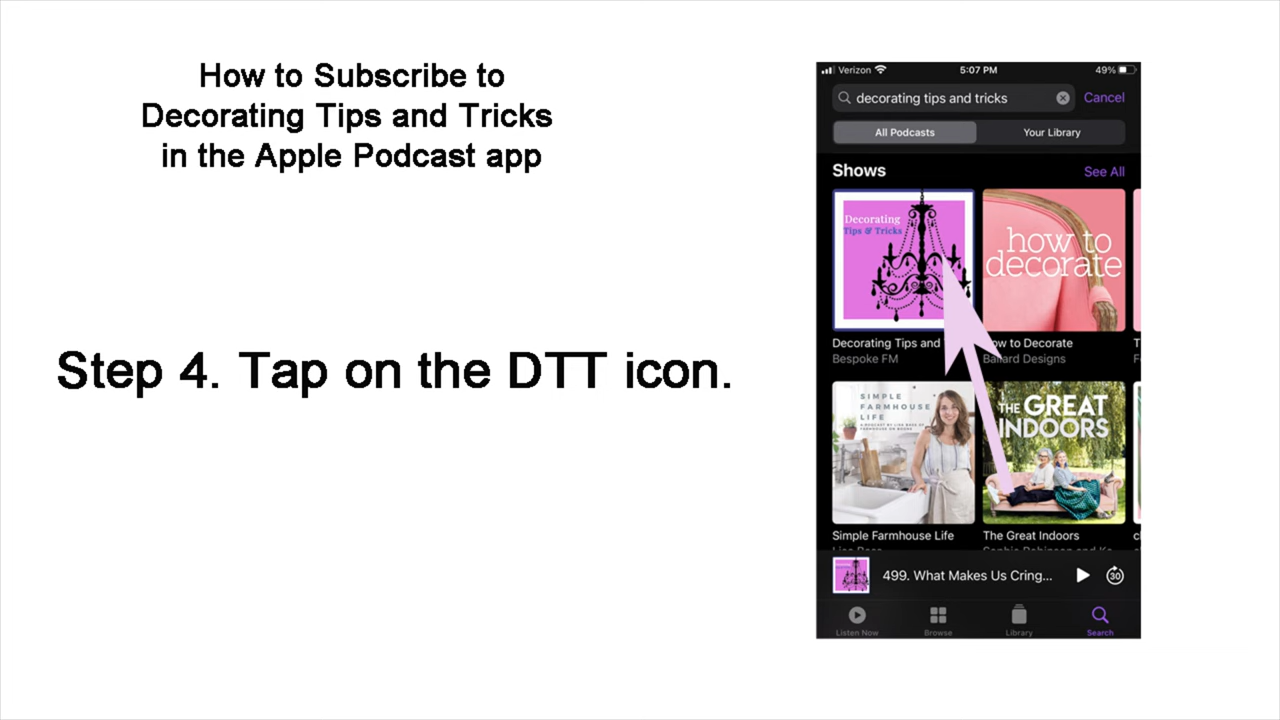 How to Subscribe to
Decorating Tips and Tricks
in the Apple Podcast app
Step 4. Tap on the DTT icon.
Verizon 5:07 PM 49%
decorating tips and tricks Cancel
All Podcasts Your Library
Shows See All
Decorating
Tips & Tricks
how to
decorate
Decorating Tips and
ow to Decorate
Bespoke FM
Ballard Designs
SIMPLE
FARMHOUSE
LIFE
THE GREAT
INDOORS
Simple Farmhouse Life
The Great Indoors
499. What Makes Us Cring...
30
Listen Now Browse Library Search